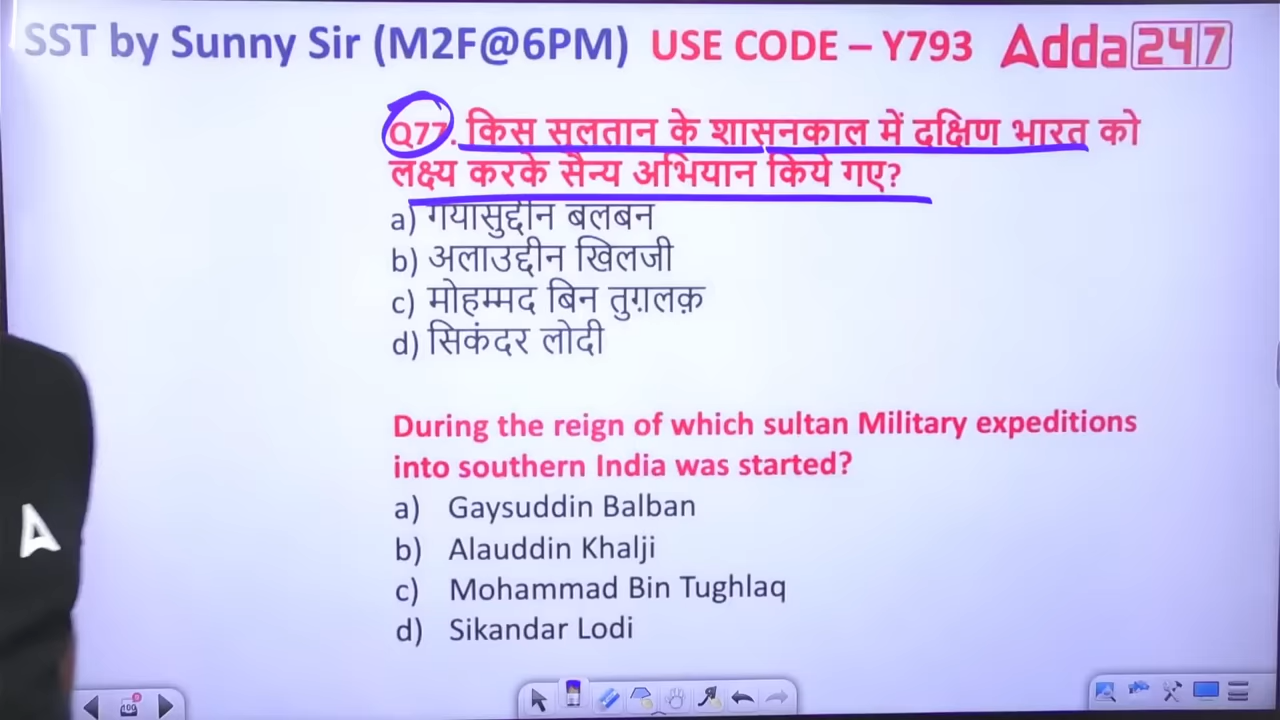 SST by Sunny Sir (M2F@6PM) USE CODE – Y793 Adda247
Q77. किस सुलतान के शासनकाल में दक्षिण भारत को
लक्ष्य करके सैन्य अभियान किये गए?
a) गयासुद्दीन बलबन
b) अलाउद्दीन खिलजी
c) मोहम्मद बिन तुग़लक़
d) सिकंदर लोदी
During the reign of which sultan Military expeditions
into southern India was started?
a) Gaysuddin Balban
b) Alauddin Khalji
c) Mohammad Bin Tughlaq
d) Sikandar Lodi